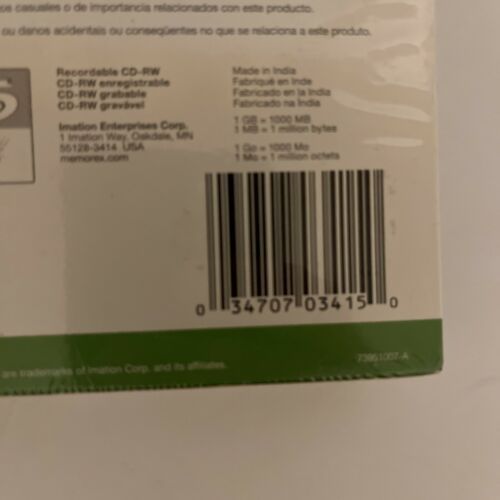 os casuales o de importancia relacionados con este producto.
ou danos acidentais ou conseqüentes no que se relaciona a este produto.
Recordable CD-RW
CD-RW enregistrable
CD-RW grabable
CD-RW gravável
Imation Enterprises Corp.
1 Imation Way, Oakdale, MN
55128-3414 USA
memorex.com
Made in India
Fabriqué en Inde
Fabricado en la India
Fabricado na Índia
1 GB = 1000 MB
1 MB = 1 million bytes
1 Go = 1000 Mo
1 Mo = 1 million octets
0 34707 03415 0
are trademarks of Imation Corp. and its affiliates.
73961007-A